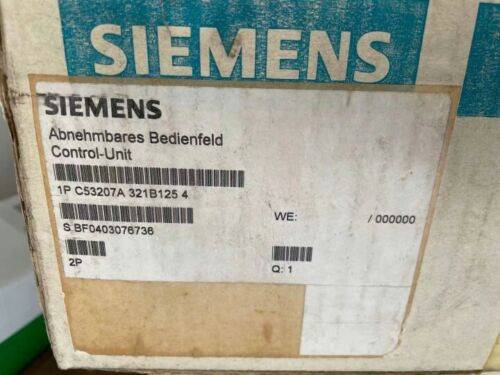 SIEMENS
SIEMENS
Abnehmbares Bedienfeld
Control-Unit
1P C53207A 321B125 4
S BF0403076736
WE: / 000000
2P
Q: 1